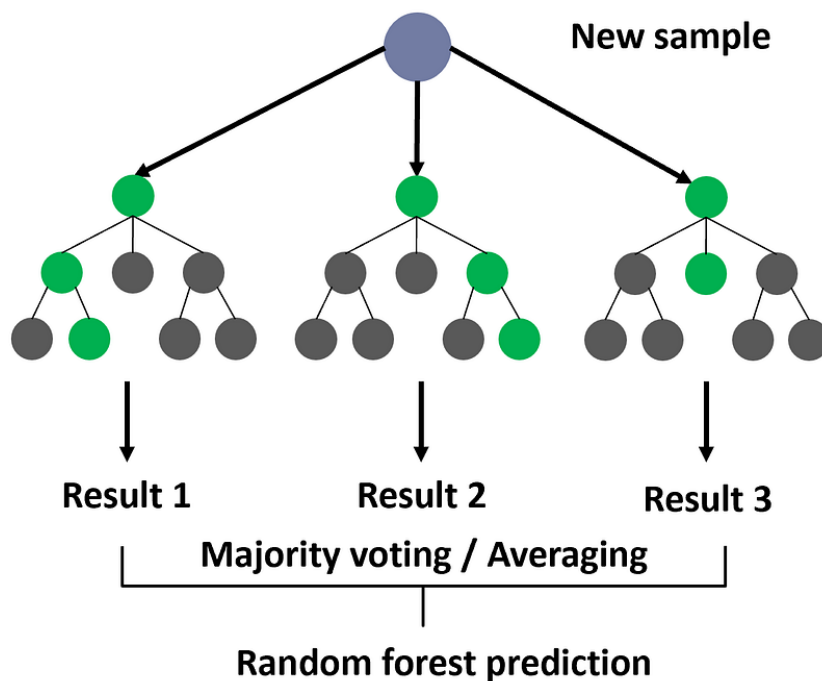 New sample
Result 1
Result 2
Result 3
Majority voting / Averaging
Random forest prediction